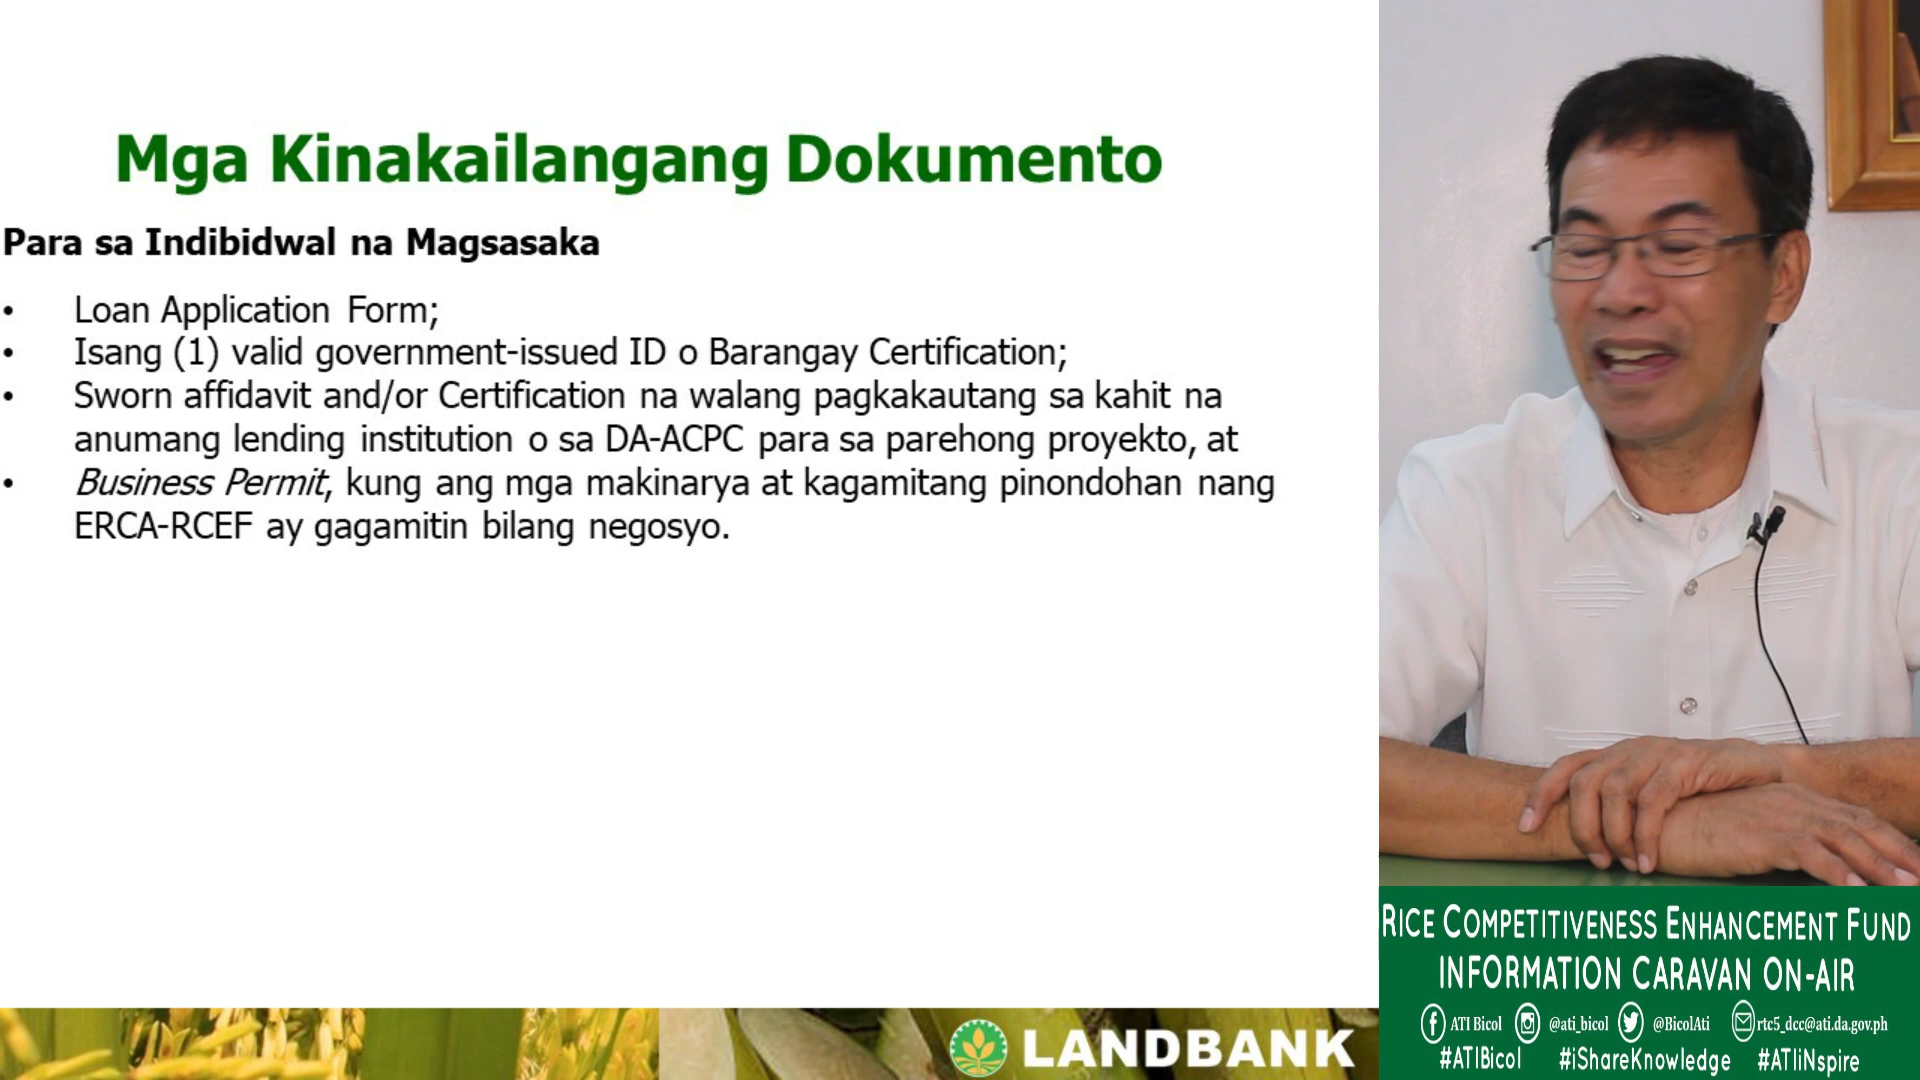 Mga Kinakailangang Dokumento
Para sa Indibidwal na Magsasaka
• Loan Application Form;
• Isang (1) valid government-issued ID o Barangay Certification;
• Sworn affidavit and/or Certification na walang pagkakautang sa kahit na
anumang lending institution o sa DA-ACPC para sa parehong proyekto, at
• Business Permit, kung ang mga makinarya at kagamitang pinondohan nang
ERCA-RCEF ay gagamitin bilang negosyo.
LANDBANK
RICE COMPETITIVENESS ENHANCEMENT FUND
INFORMATION CARAVAN ON-AIR
ATI Bicol @ati_bicol @BicolAti rtc5_dcc@ati.da.gov.ph
#ATIBicol #iShareKnowledge #ATIiNspire